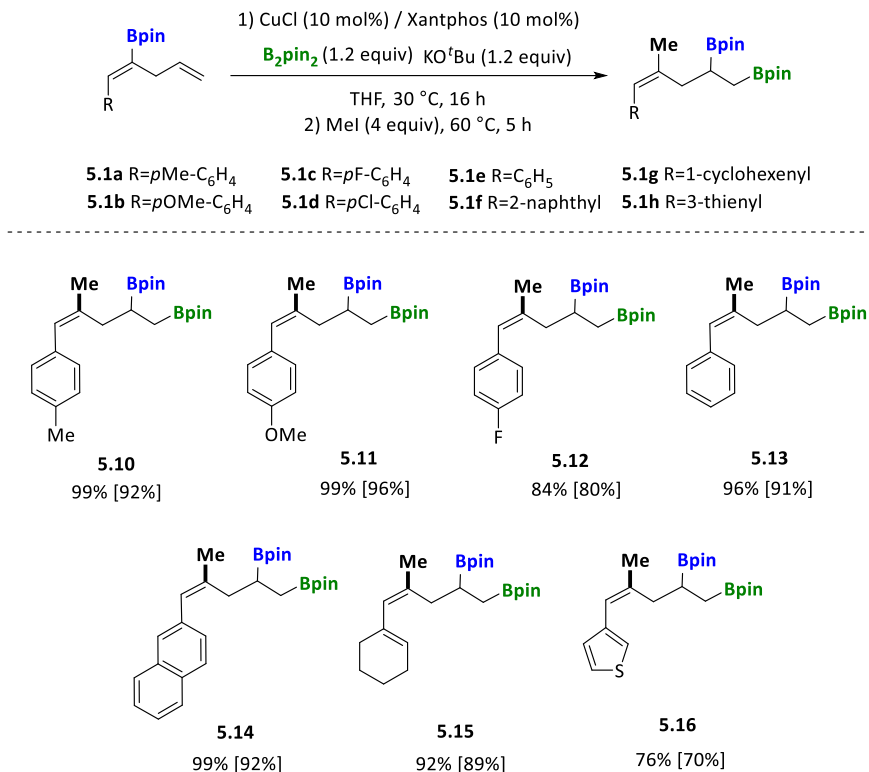 1) CuCl (10 mol%) / Xantphos (10 mol%)
Bpin
B₂pin₂ (1.2 equiv) KOᵗBu (1.2 equiv)
R
THF, 30 °C, 16 h
2) MeI (4 equiv), 60 °C, 5 h
Me Bpin
Bpin
R
5.1a R=pMe-C₆H₄ 5.1c R=pF-C₆H₄ 5.1e R=C₆H₅ 5.1g R=1-cyclohexenyl
5.1b R=pOMe-C₆H₄ 5.1d R=pCl-C₆H₄ 5.1f R=2-naphthyl 5.1h R=3-thienyl
Me Bpin
Bpin
Me
5.10
99% [92%]
Me Bpin
Bpin
OMe
5.11
99% [96%]
Me Bpin
Bpin
F
5.12
84% [80%]
Me Bpin
Bpin
5.13
96% [91%]
Me Bpin
Bpin
5.14
99% [92%]
Me Bpin
Bpin
5.15
92% [89%]
Me Bpin
Bpin
S
5.16
76% [70%]